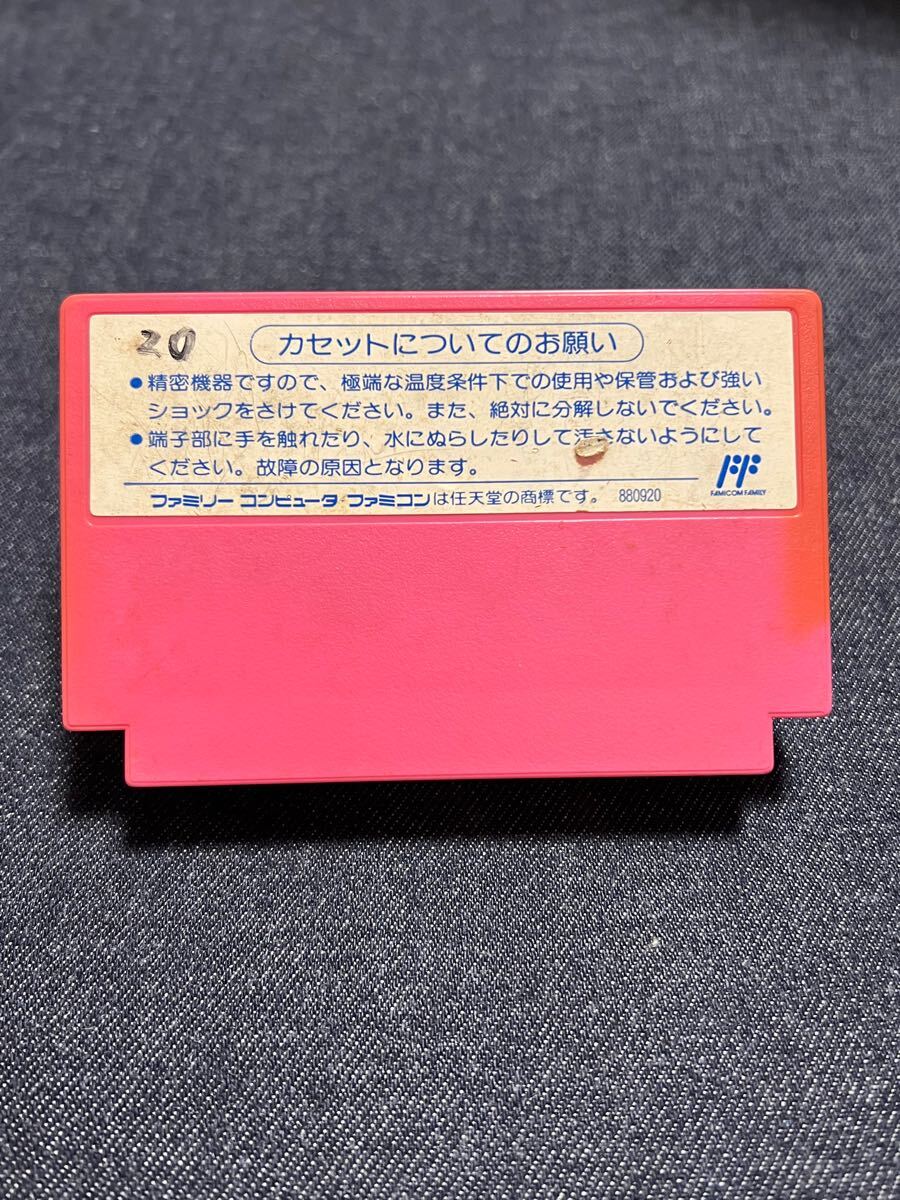 20
カセットについてのお願い
●精密機器ですので、極端な温度条件下での使用や保管および強い
ショックをさけてください。また、絶対に分解しないでください。
●端子部に手を触れたり、水にぬらしたりして汚さないようにして
ください。故障の原因となります。
FAMICOM FAMILY
ファミリー コンピュータ・ファミコンは任天堂の商標です。 880920